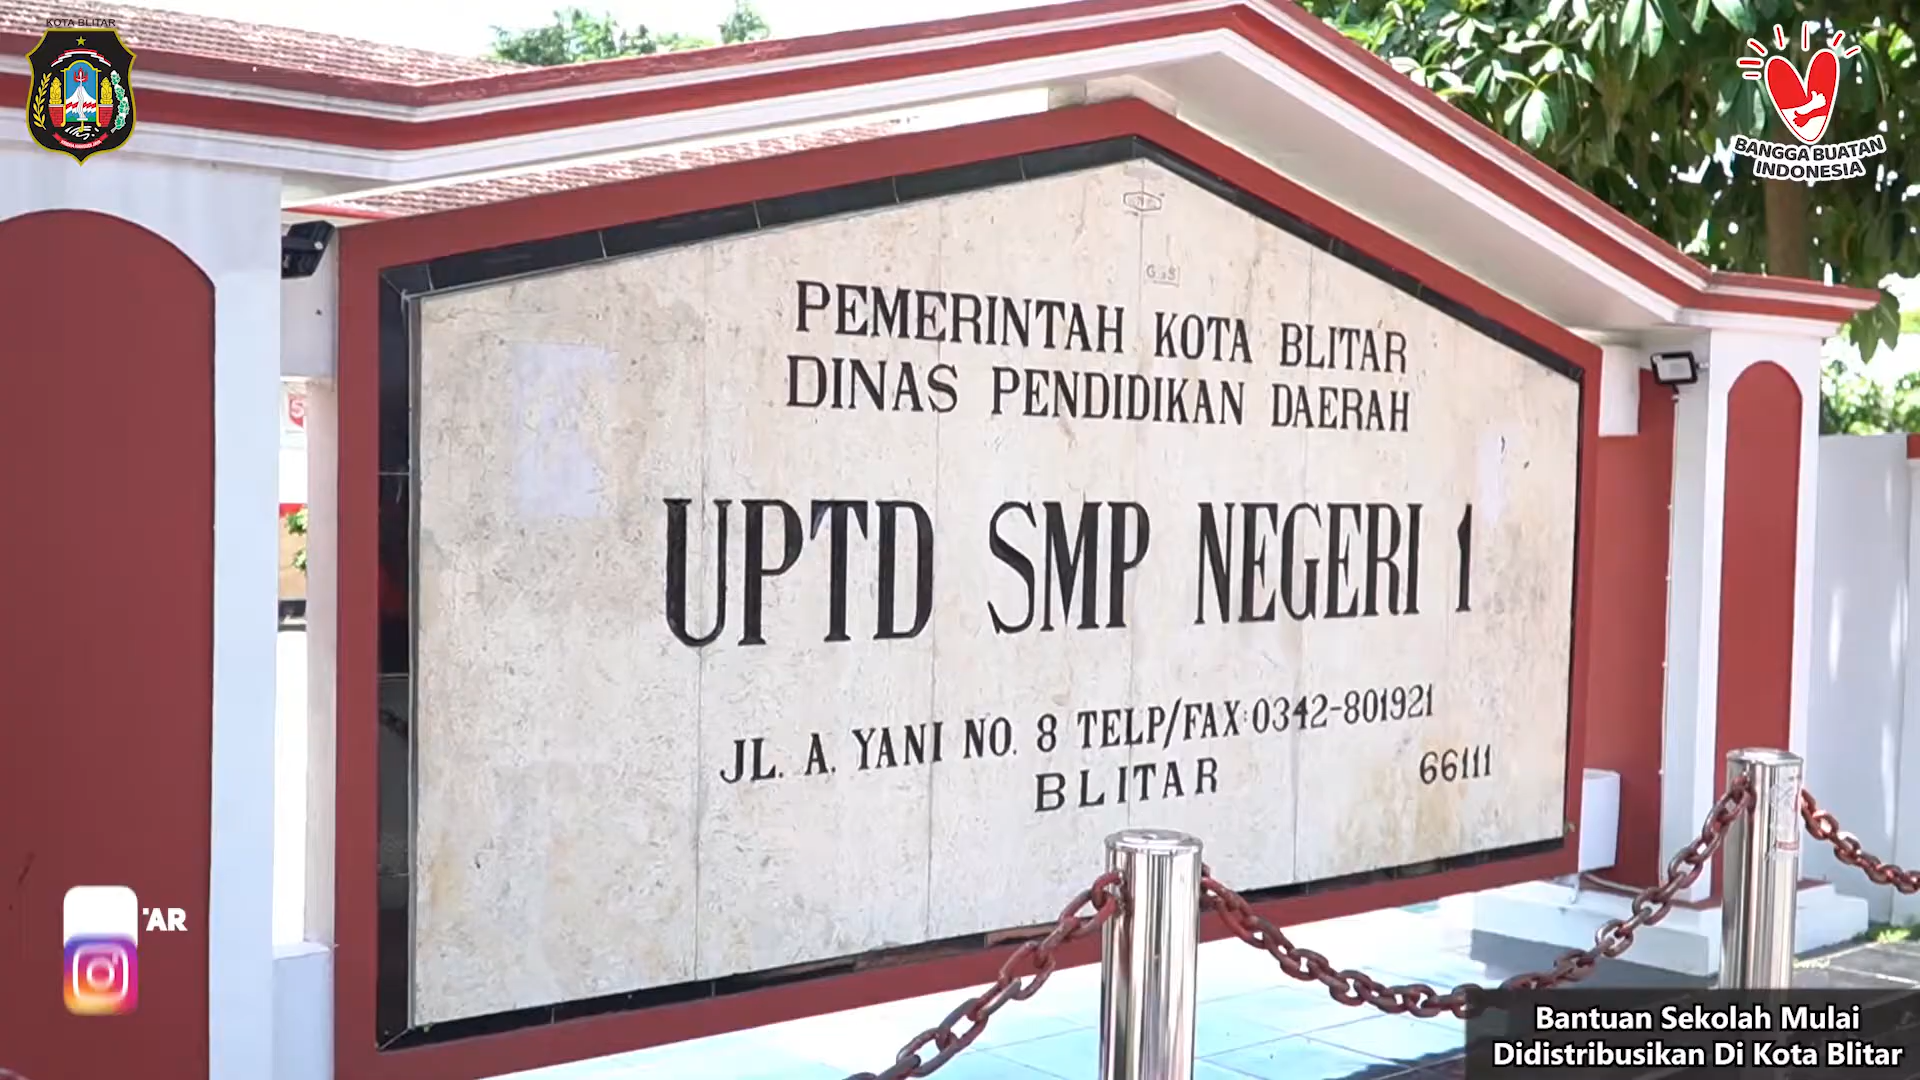 KOTA BLITAR
BANGGA BUATAN
INDONESIA
PEMERINTAH KOTA BLITAR
DINAS PENDIDIKAN DAERAH
UPTD SMP NEGERI 1
JL. A. YANI NO. 8 TELP/FAX:0342-801921
BLITAR 66111
'AR
Bantuan Sekolah Mulai
Didistribusikan Di Kota Blitar